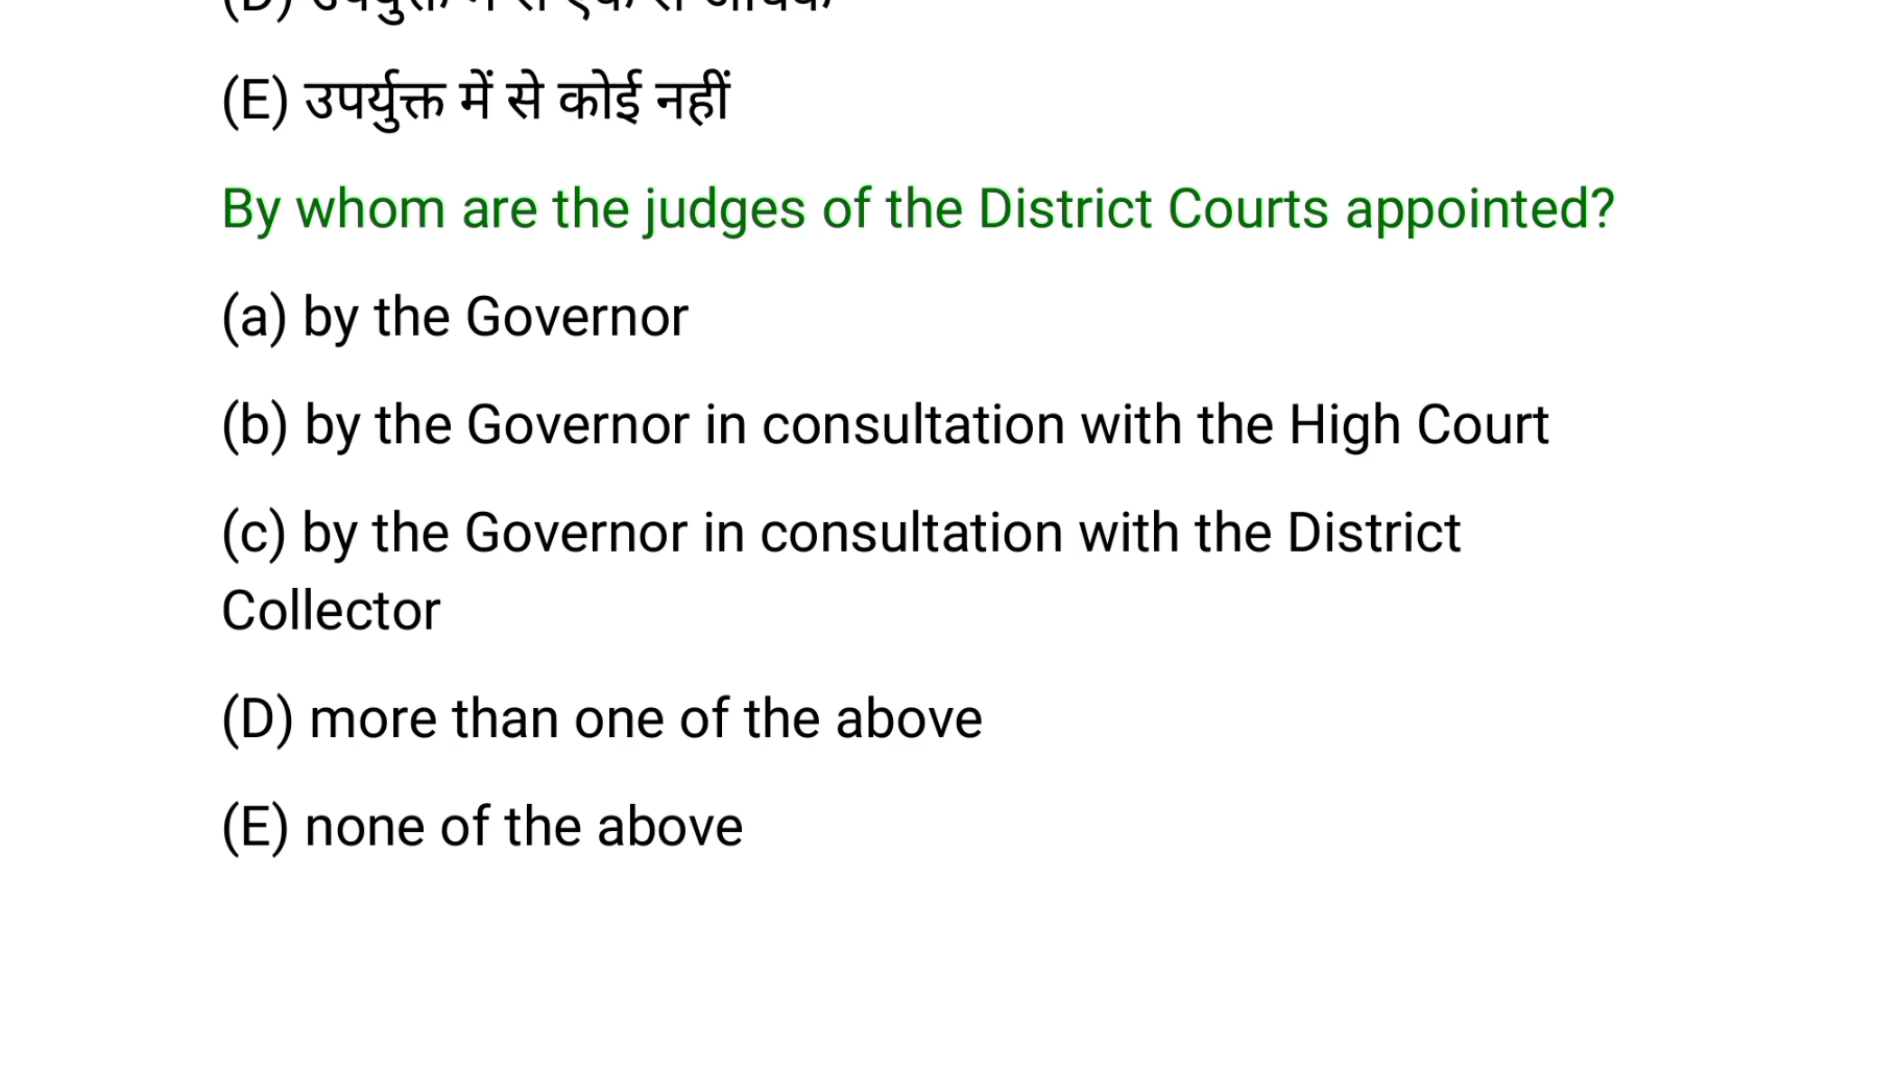 (E) उपर्युक्त में से कोई नहीं
By whom are the judges of the District Courts appointed?
(a) by the Governor
(b) by the Governor in consultation with the High Court
(c) by the Governor in consultation with the District
Collector
(D) more than one of the above
(E) none of the above